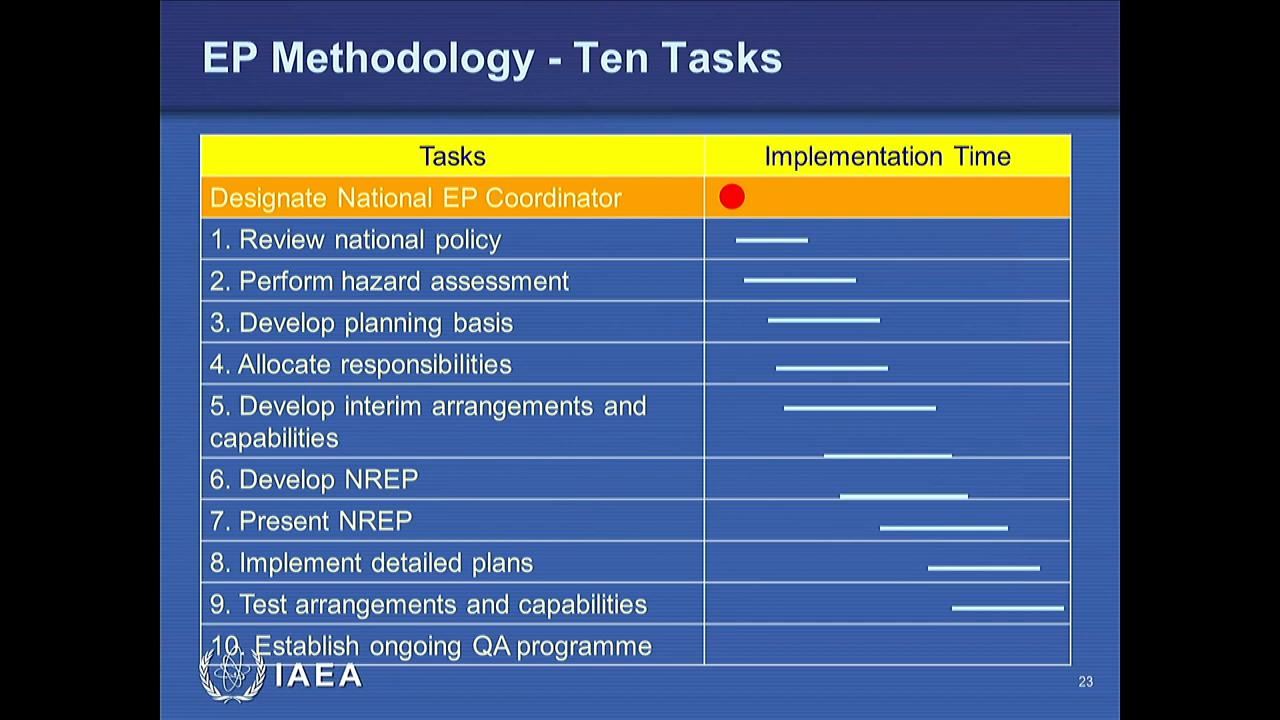 EP Methodology - Ten Tasks
Tasks
Implementation Time
Designate National EP Coordinator
1. Review national policy
2. Perform hazard assessment
3. Develop planning basis
4. Allocate responsibilities
5. Develop interim arrangements and
capabilities
6. Develop NREP
7. Present NREP
8. Implement detailed plans
9. Test arrangements and capabilities
10. Establish ongoing QA programme
IAEA
23